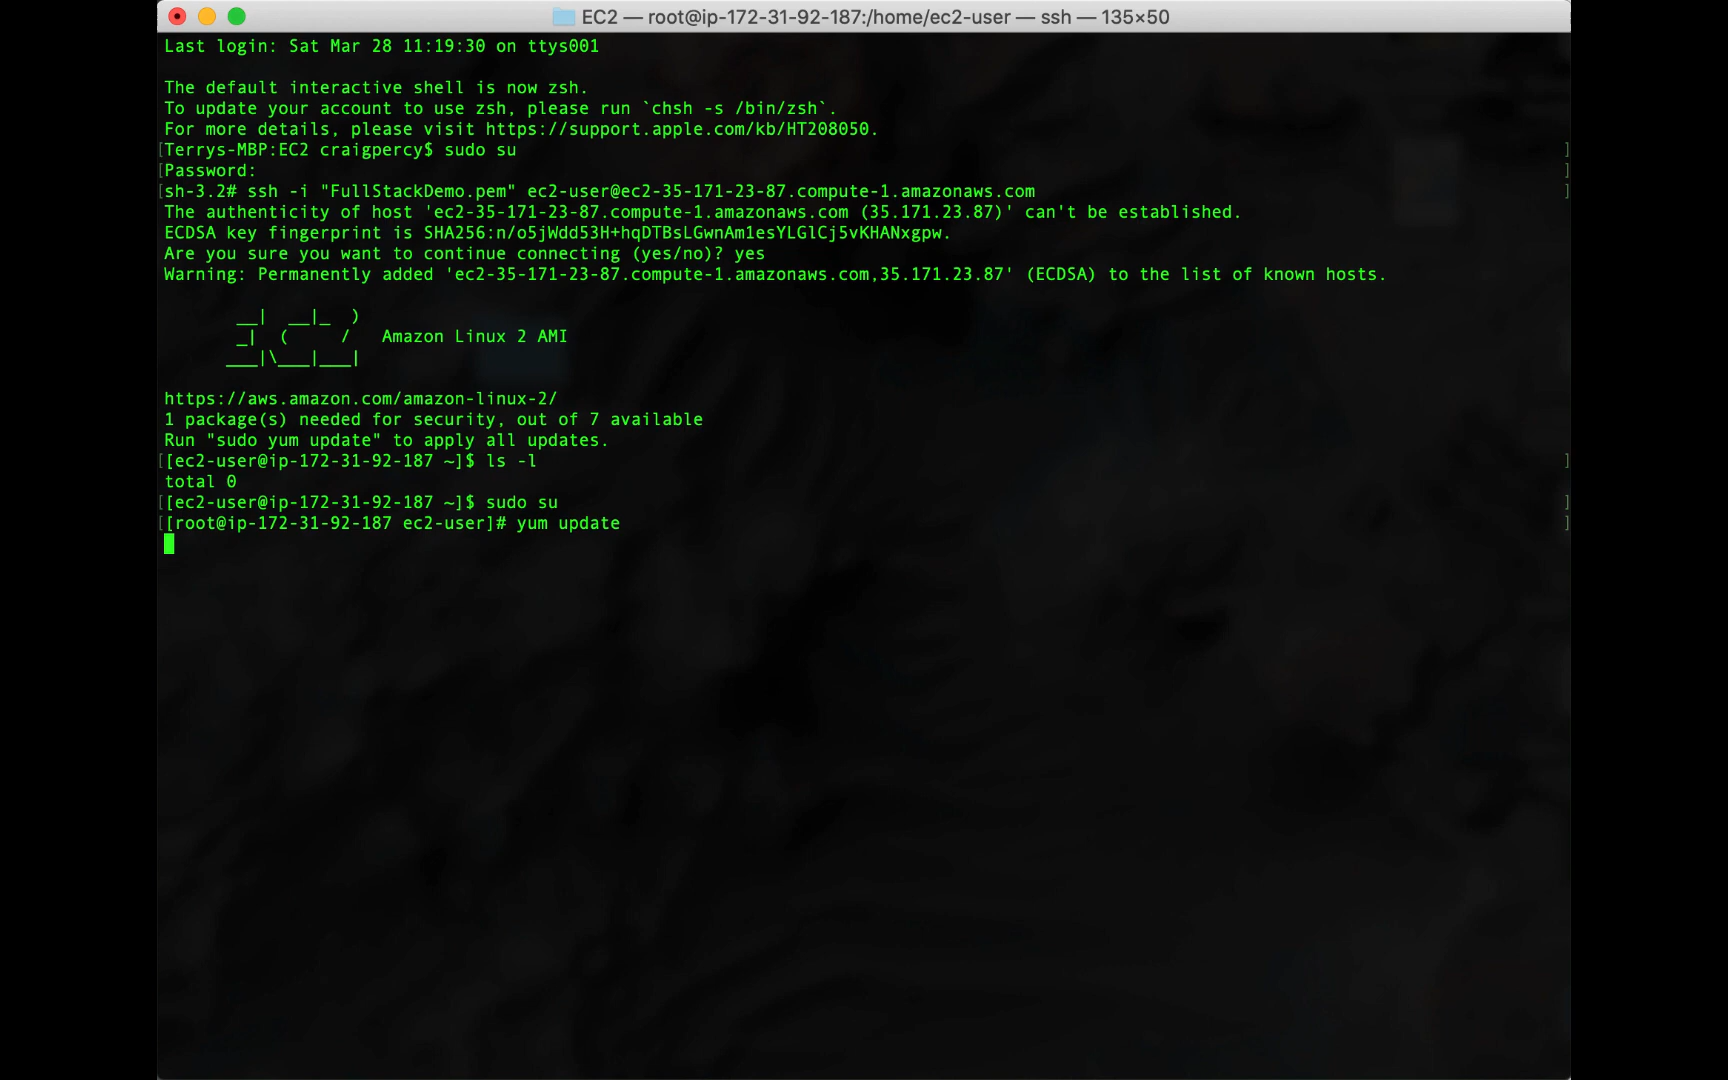 EC2 — root@ip-172-31-92-187:/home/ec2-user — ssh — 135×50
Last login: Sat Mar 28 11:19:30 on ttys001
The default interactive shell is now zsh.
To update your account to use zsh, please run `chsh -s /bin/zsh`.
For more details, please visit https://support.apple.com/kb/HT208050.
[Terrys-MBP:EC2 craigpercy$ sudo su ]
[Password: ]
[sh-3.2# ssh -i "FullStackDemo.pem" ec2-user@ec2-35-171-23-87.compute-1.amazonaws.com ]
The authenticity of host 'ec2-35-171-23-87.compute-1.amazonaws.com (35.171.23.87)' can't be established.
ECDSA key fingerprint is SHA256:n/o5jWdd53H+hqDTBsLGwnAm1esYLGlCj5vKHANxgpw.
Are you sure you want to continue connecting (yes/no)? yes
Warning: Permanently added 'ec2-35-171-23-87.compute-1.amazonaws.com,35.171.23.87' (ECDSA) to the list of known hosts.
       __|  __|_  )
       _|  (     /   Amazon Linux 2 AMI
      ___|\___|___|
https://aws.amazon.com/amazon-linux-2/
1 package(s) needed for security, out of 7 available
Run "sudo yum update" to apply all updates.
[[ec2-user@ip-172-31-92-187 ~]$ ls -l ]
total 0
[[ec2-user@ip-172-31-92-187 ~]$ sudo su ]
[[root@ip-172-31-92-187 ec2-user]# yum update ]